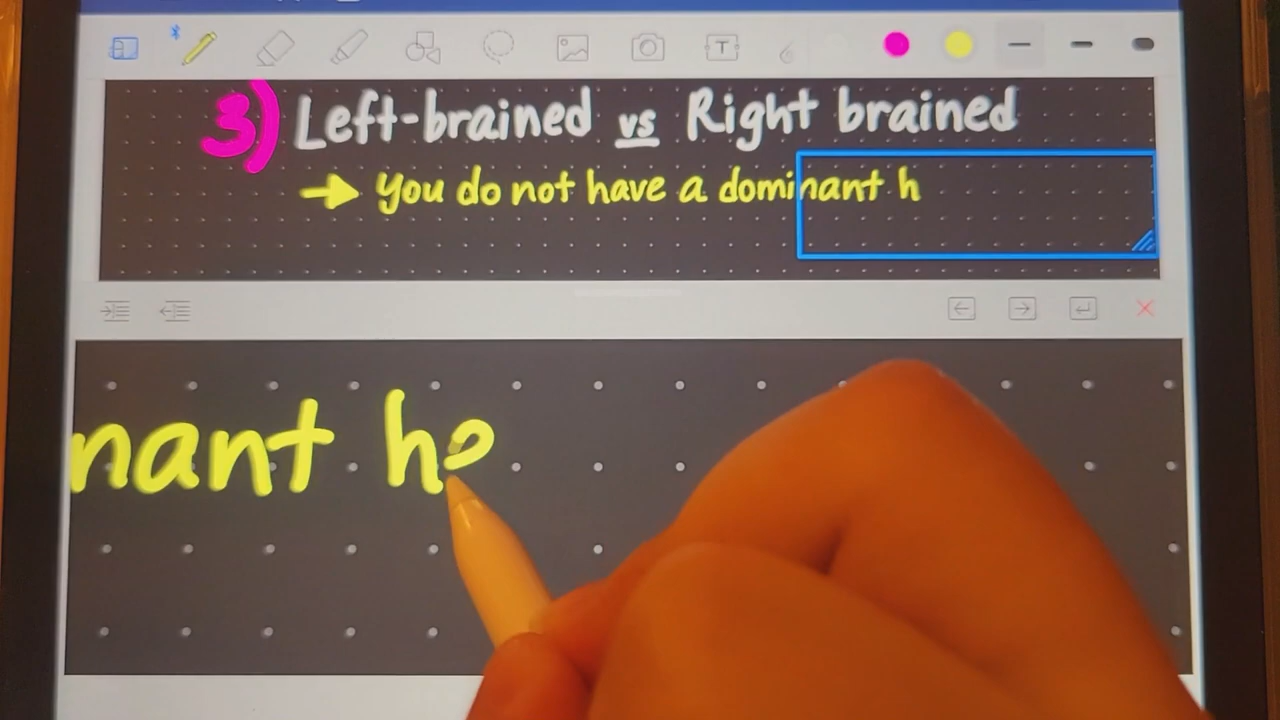 3) Left-brained vs Right brained
→ you do not have a dominant h
nant he